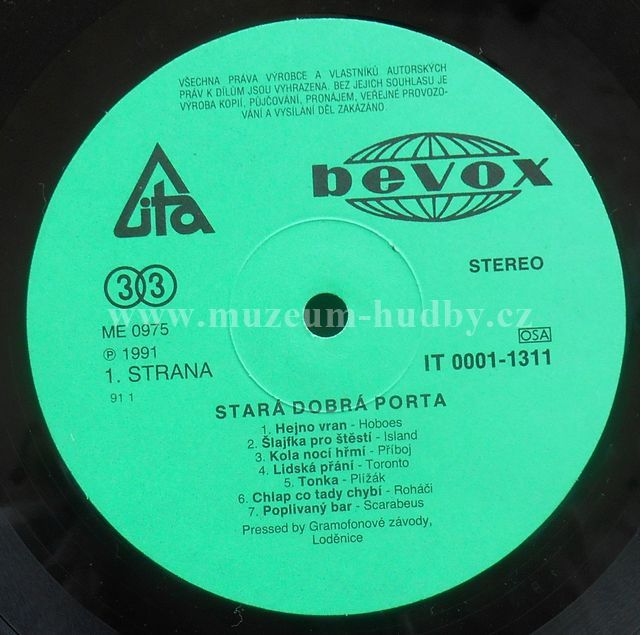 VŠECHNA PRÁVA VÝROBCE A VLASTNÍKŮ AUTORSKÝCH
PRÁV K DÍLŮM JSOU VYHRAZENA. BEZ JEJICH SOUHLASU JE
VÝROBA KOPIÍ, PŮJČOVÁNÍ, PRONÁJEM, VEŘEJNÉ PROVOZO-
VÁNÍ A VYSÍLÁNÍ DĚL ZAKÁZÁNO.
Lita
bevox
STEREO
33
www.muzeum-hudby.cz
ME 0975
℗ 1991
1. STRANA
91 1
OSA
IT 0001-1311
STARÁ DOBRÁ PORTA
1. Hejno vran - Hoboes
2. Šlajfka pro štěstí - Island
3. Kola nocí hřmí - Příboj
4. Lidská přání - Toronto
5. Tonka - Plížák
6. Chlap co tady chybí - Roháči
7. Poplivaný bar - Scarabeus
Pressed by Gramofonové závody,
Loděnice